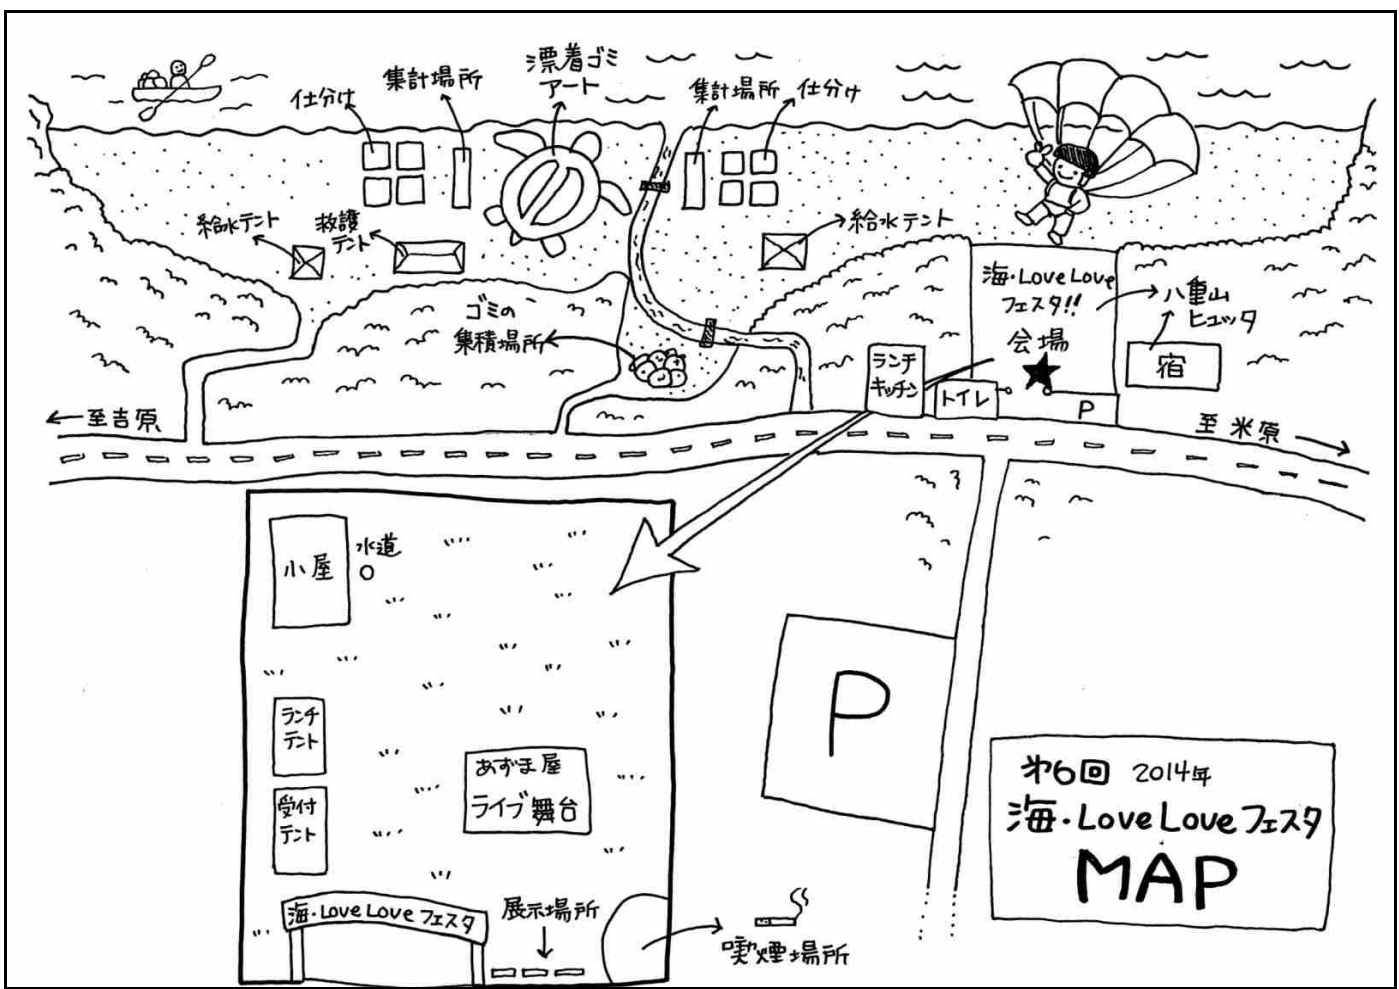 漂着ゴミ
アート
仕分け
集計場所
集計場所
仕分け
給水テント
救護
テント
給水テント
ゴミの
集積場所
海・Love Love
フェスタ!!
会場
八重山
ヒュッタ
宿
ランチ
キッチン
トイレ
P
←至吉原
至米原→
小屋
水道
ランチ
テント
受付
テント
あずま屋
ライブ舞台
海・Love Love フェスタ
展示場所
喫煙場所
P
第6回 2014年
海・Love Love フェスタ
MAP